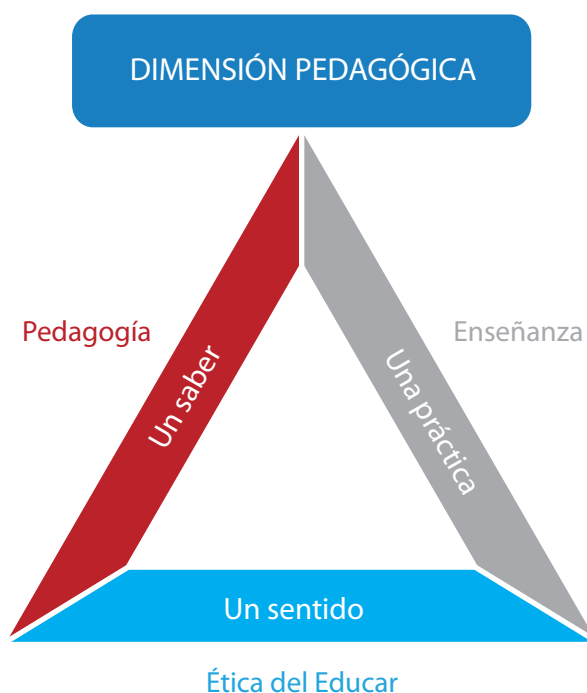 DIMENSIÓN PEDAGÓGICA
Pedagogía
Un saber
Una práctica
Enseñanza
Un sentido
Ética del Educar